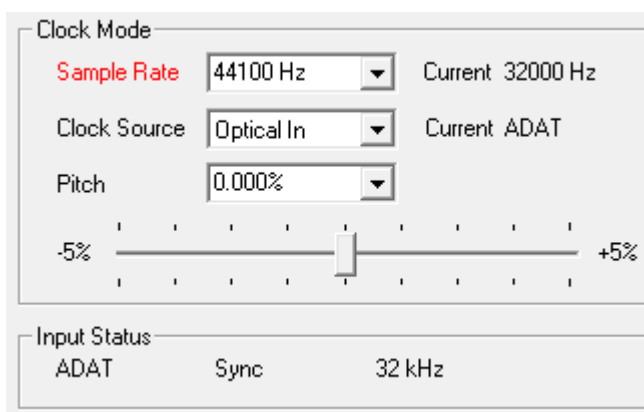 Clock Mode
Sample Rate 44100 Hz Current 32000 Hz
Clock Source Optical In Current ADAT
Pitch 0.000%
-5% +5%
Input Status
ADAT Sync 32 kHz